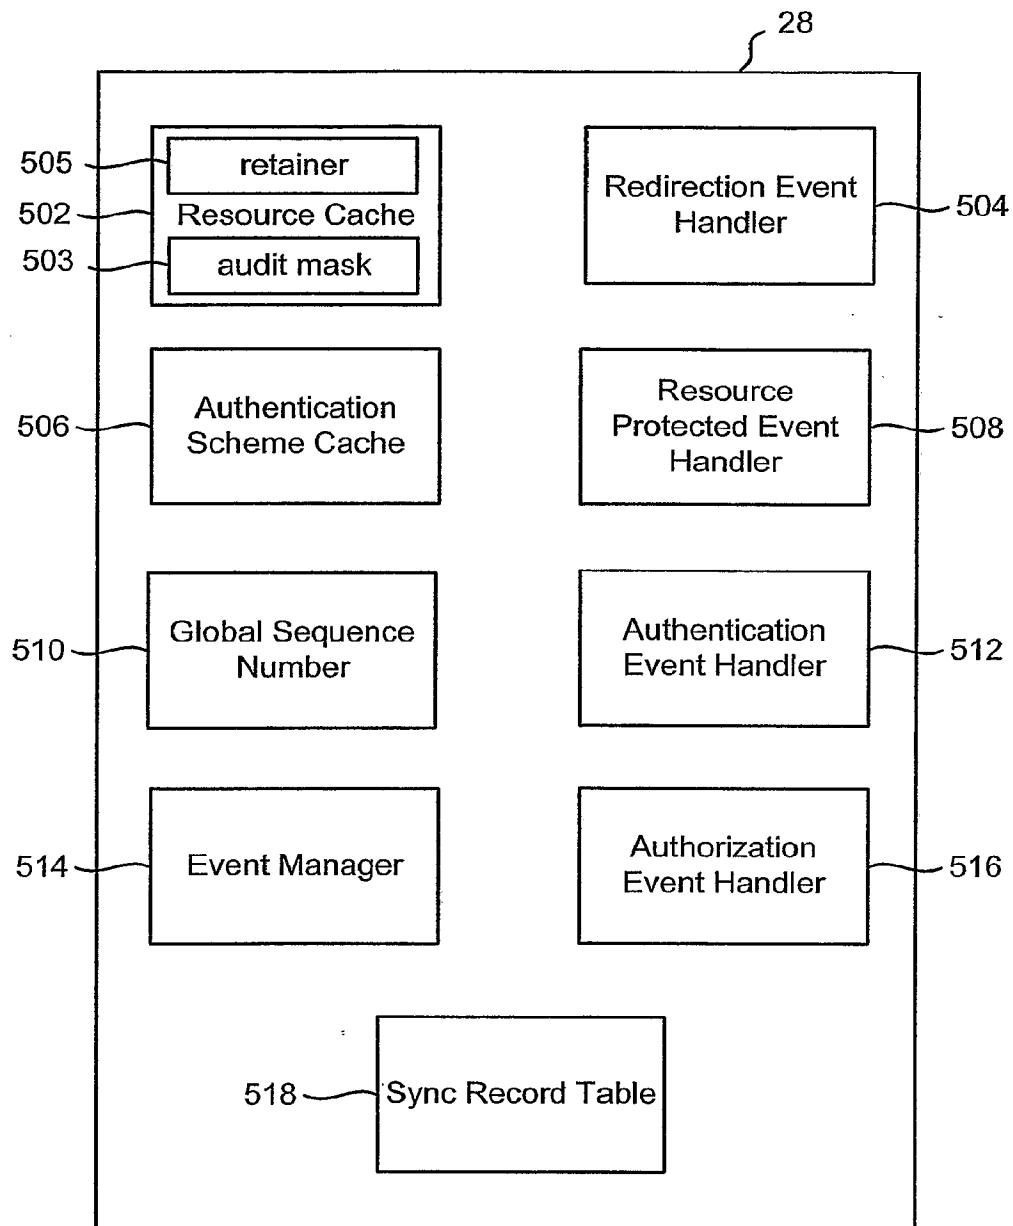 28
505
retainer
502
Resource Cache
503
audit mask
Redirection Event
Handler
504
506
Authentication
Scheme Cache
Resource
Protected Event
Handler
508
510
Global Sequence
Number
Authentication
Event Handler
512
514
Event Manager
Authorization
Event Handler
516
518
Sync Record Table